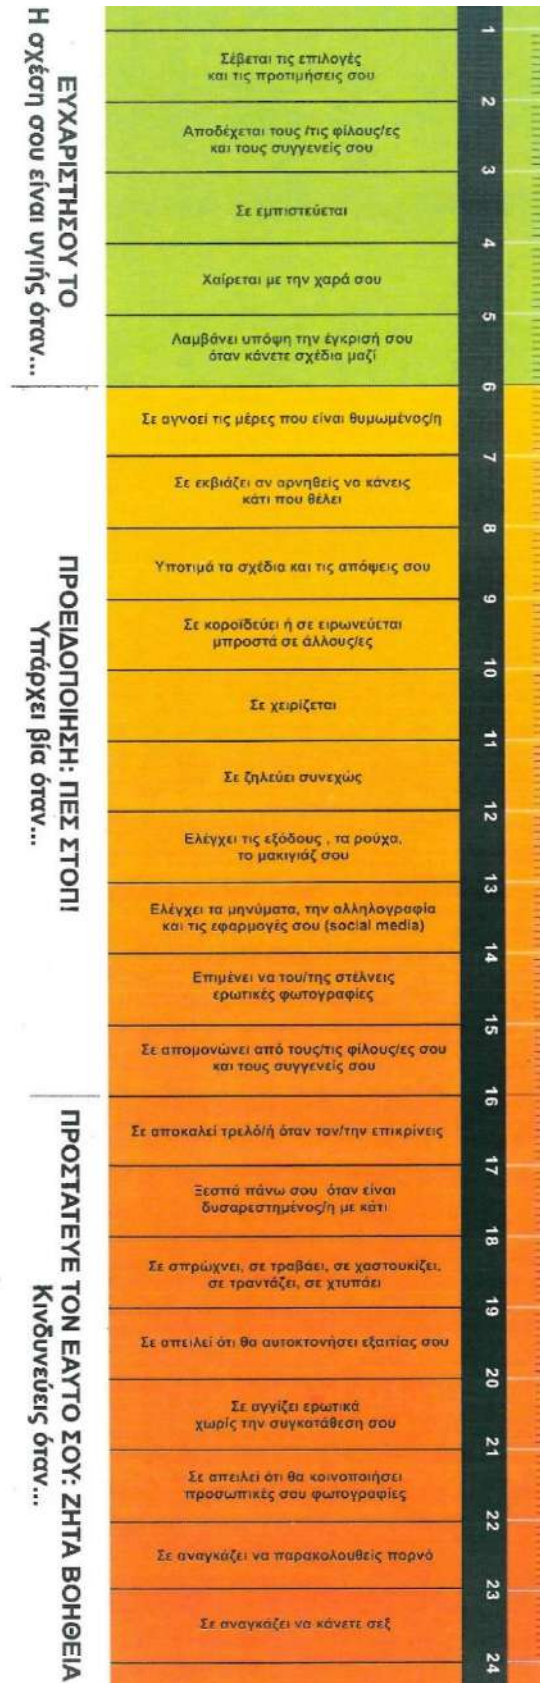 ΕΥΧΑΡΙΣΤΗΣΟΥ ΤΟ
Η σχέση σου είναι υγιής όταν...
1
Σέβεται τις επιλογές
και τις προτιμήσεις σου
2
Αποδέχεται τους /τις φίλους/ες
και τους συγγενείς σου
3
Σε εμπιστεύεται
4
Χαίρεται με την χαρά σου
5
Λαμβάνει υπόψη την έγκρισή σου
όταν κάνετε σχέδια μαζί
6
ΠΡΟΕΙΔΟΠΟΙΗΣΗ: ΠΕΣ ΣΤΟΠ!
Υπάρχει βία όταν...
Σε αγνοεί τις μέρες που είναι θυμωμένος/η
7
Σε εκβιάζει αν αρνηθείς να κάνεις
κάτι που θέλει
8
Υποτιμά τα σχέδια και τις απόψεις σου
9
Σε κοροϊδεύει ή σε ειρωνεύεται
μπροστά σε άλλους/ες
10
Σε χειρίζεται
11
Σε ζηλεύει συνεχώς
12
Ελέγχει τις εξόδους , τα ρούχα,
το μακιγιάζ σου
13
Ελέγχει τα μηνύματα, την αλληλογραφία
και τις εφαρμογές σου (social media)
14
Επιμένει να του/της στέλνεις
ερωτικές φωτογραφίες
15
Σε απομονώνει από τους/τις φίλους/ες σου
και τους συγγενείς σου
16
ΠΡΟΣΤΑΤΕΥΕ ΤΟΝ ΕΑΥΤΟ ΣΟΥ: ΖΗΤΑ ΒΟΗΘΕΙΑ
Κινδυνεύεις όταν...
Σε αποκαλεί τρελό/ή όταν τον/την επικρίνεις
17
Ξεσπά πάνω σου όταν είναι
δυσαρεστημένος/η με κάτι
18
Σε σπρώχνει, σε τραβάει, σε χαστουκίζει,
σε τραντάζει, σε χτυπάει
19
Σε απειλεί ότι θα αυτοκτονήσει εξαιτίας σου
20
Σε αγγίζει ερωτικά
χωρίς την συγκατάθεση σου
21
Σε απειλεί ότι θα κοινοποιήσει
προσωπικές σου φωτογραφίες
22
Σε αναγκάζει να παρακολουθείς πορνό
23
Σε αναγκάζει να κάνετε σεξ
24